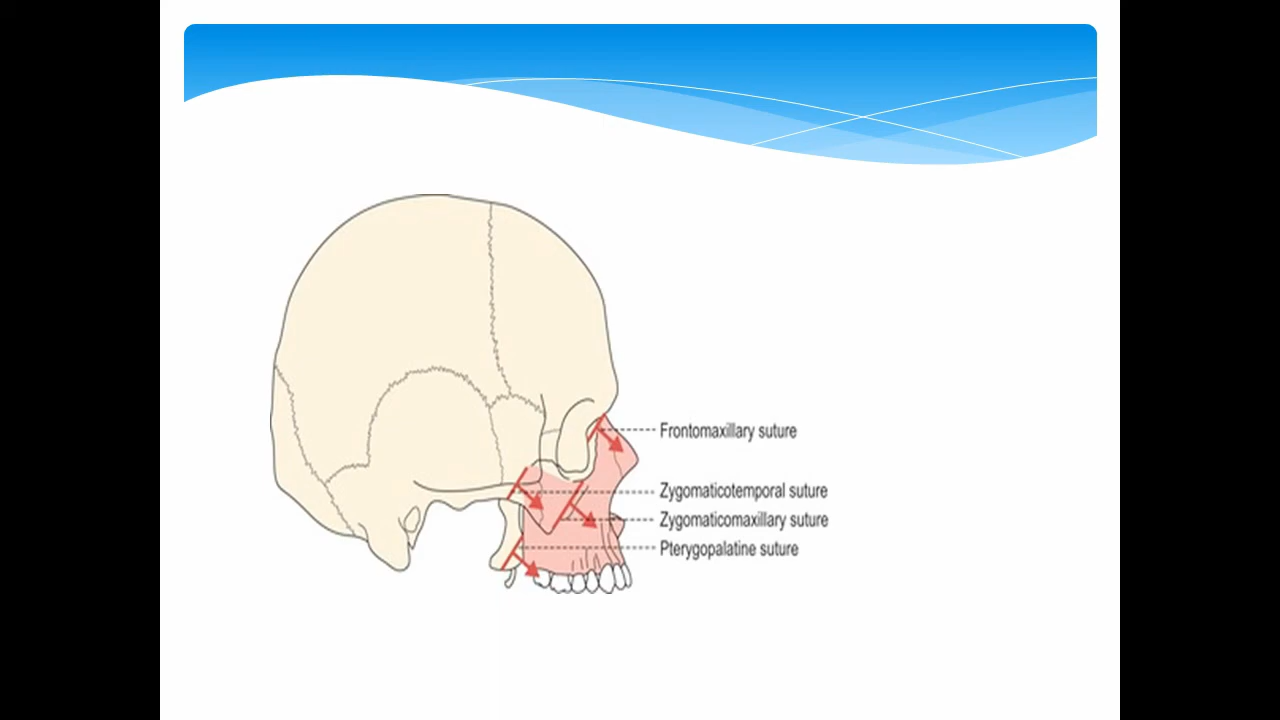 Frontomaxillary suture
Zygomaticotemporal suture
Zygomaticomaxillary suture
Pterygopalatine suture